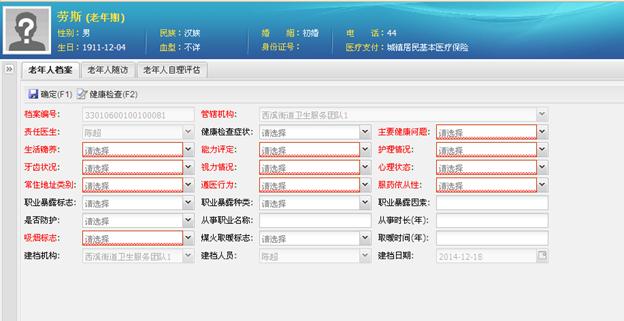 劳斯 (老年期)
性别：男 民族：汉族 婚　姻：初婚 电　话：44
生日：1911-12-04 血型：不详 身份证号： 医疗支付：城镇居民基本医疗保险
老年人档案 老年人随访 老年人自理评估
确定(F1) 健康检查(F2)
档案编号: 33010600100100081 管辖机构: 西溪街道卫生服务团队1
责任医生: 陈超 健康检查症状: 请选择 主要健康问题: 请选择
生活确养: 请选择 能力评定: 请选择 护理情况: 请选择
牙齿状况: 请选择 视力情况: 请选择 心理状态: 请选择
常住地址类别: 请选择 遵医行为: 请选择 服药依从性: 请选择
职业暴露标志: 请选择 职业暴露种类: 请选择 职业暴露因素:
是否防护: 请选择 从事职业名称: 从事时长(年):
吸烟标志: 请选择 煤火取暖标志: 请选择 取暖时间(年):
建档机构: 西溪街道卫生服务团队1 建档人员: 陈超 建档日期: 2014-12-18